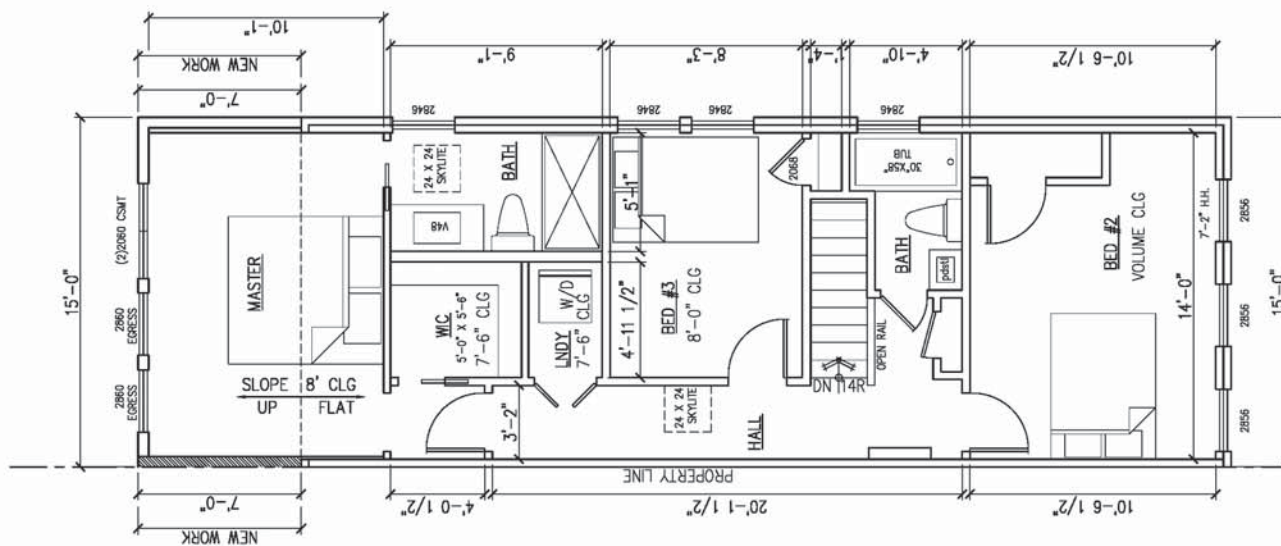 10'-1"
NEW WORK
7'-0"
9'-1"
8'-3"
1'-4"
4'-10"
10'-6 1/2"
2846
2846
2846
2846
15'-0"
(2)2060 CSMT
2860
EGRESS
2860
EGRESS
MASTER
SLOPE 8' CLG
UP FLAT
24 X 24
SKYLITE
BATH
V48
WIC
5'-0" X 5'-6"
7'-6" CLG
LNDY
7'-6" CLG
W/D
5'-1"
4'-11 1/2"
BED #3
8'-0" CLG
2068
30"X58"
TUB
BATH
pdstl
OPEN RAIL
DN 14R
BED #2
VOLUME CLG
7'-2" H.H.
14'-0"
15'-0"
2856
2856
2856
3'-2"
24 X 24
SKYLITE
HALL
PROPERTY LINE
7'-0"
NEW WORK
4'-0 1/2"
20'-1 1/2"
10'-6 1/2"